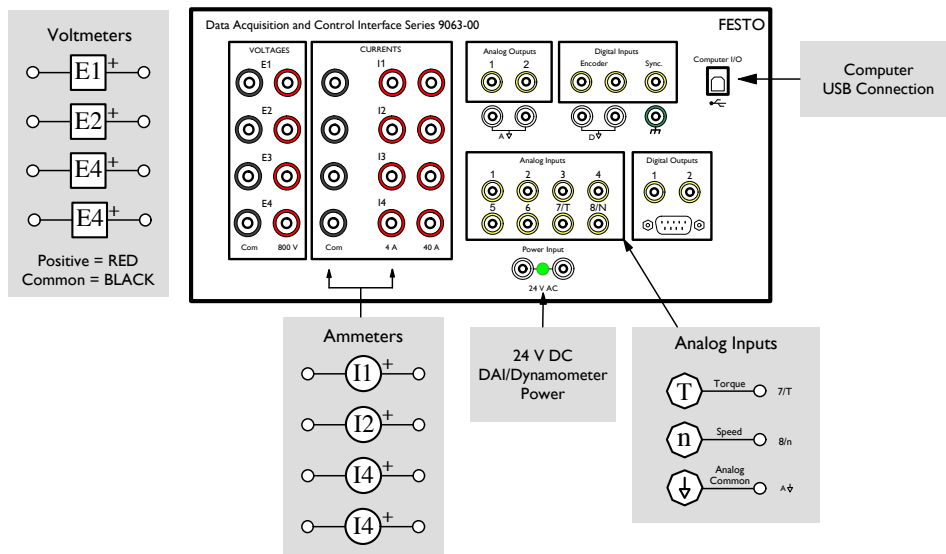 Voltmeters
E1 +
E2 +
E4 +
E4 +
Positive = RED
Common = BLACK
Data Acquisition and Control Interface Series 9063-00
FESTO
VOLTAGES
E1
E2
E3
E4
Com 800 V
CURRENTS
I1
I2
I3
I4
Com 4 A 40 A
Analog Outputs
1 2
A
Digital Inputs
Encoder Sync.
D
Computer I/O
Analog Inputs
1 2 3 4
5 6 7/T 8/N
Digital Outputs
1 2
Power Input
24 V AC
Computer
USB Connection
Ammeters
I1 +
I2 +
I4 +
I4 +
24 V DC
DAI/Dynamometer
Power
Analog Inputs
T Torque 7/T
n Speed 8/n
Analog
Common A